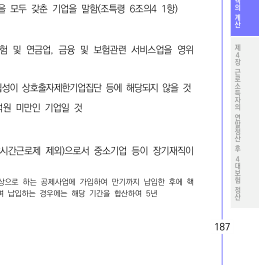 을 모두 갖춘 기업을 말함(조특령 6조의4 1항)
험 및 연금업, 금융 및 보험관련 서비스업을 영위
성이 상호출자제한기업집단 등에 해당되지 않을 것
원 미만인 기업일 것
시간근로제 제외)으로서 중소기업 등이 장기재직이
상으로 하는 공제사업에 가입하여 만기까지 납입한 후에 핵
며 납입하는 경우에는 해당 기간을 합산하여 5년
의 계산
제4장 근로소득자의 연말정산 후 4대보험 정산
187